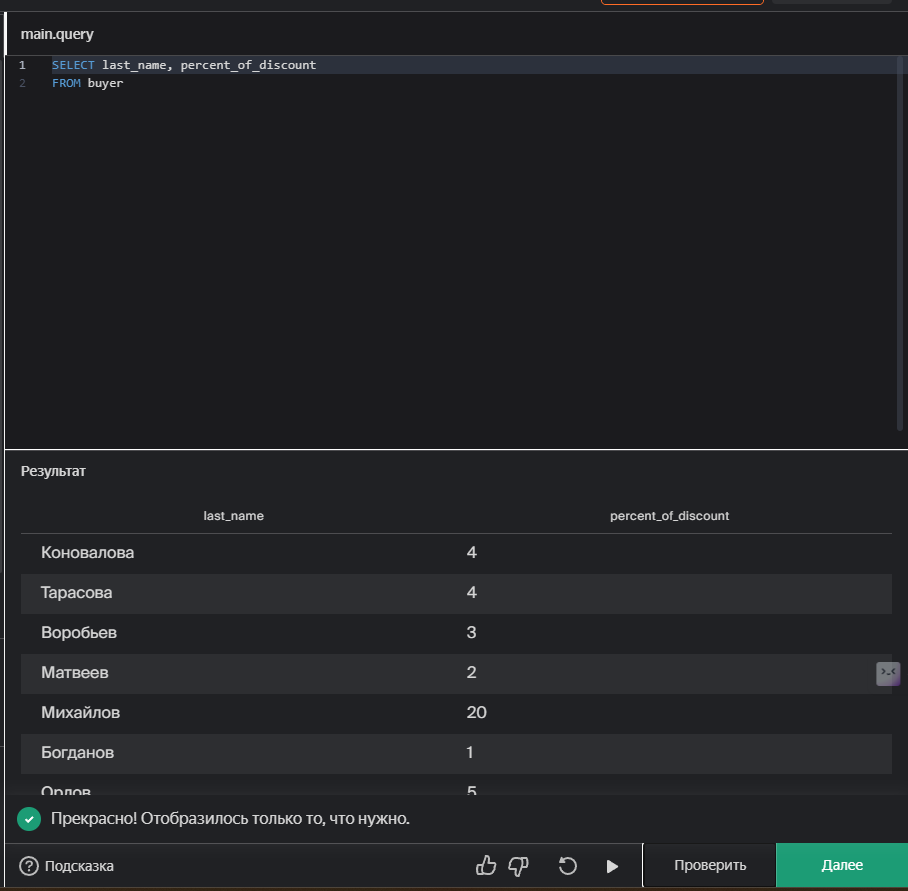 main.query
1 SELECT last_name, percent_of_discount
2 FROM buyer
Результат
last_name percent_of_discount
Коновалова 4
Тарасова 4
Воробьев 3
Матвеев 2
Михайлов 20
Богданов 1
Орлов 5
Прекрасно! Отобразилось только то, что нужно.
Подсказка Проверить Далее